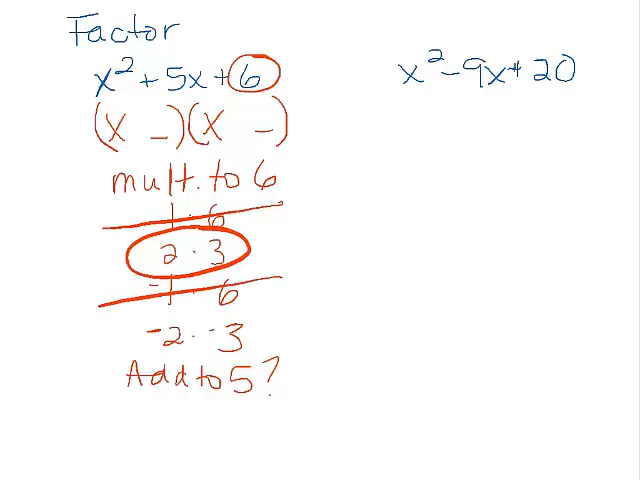 Factor
x² + 5x + 6
(x _)(x _)
mult. to 6
1 · 6
2 · 3
-1 · 6
-2 · -3
Add to 5?
x² - 9x + 20